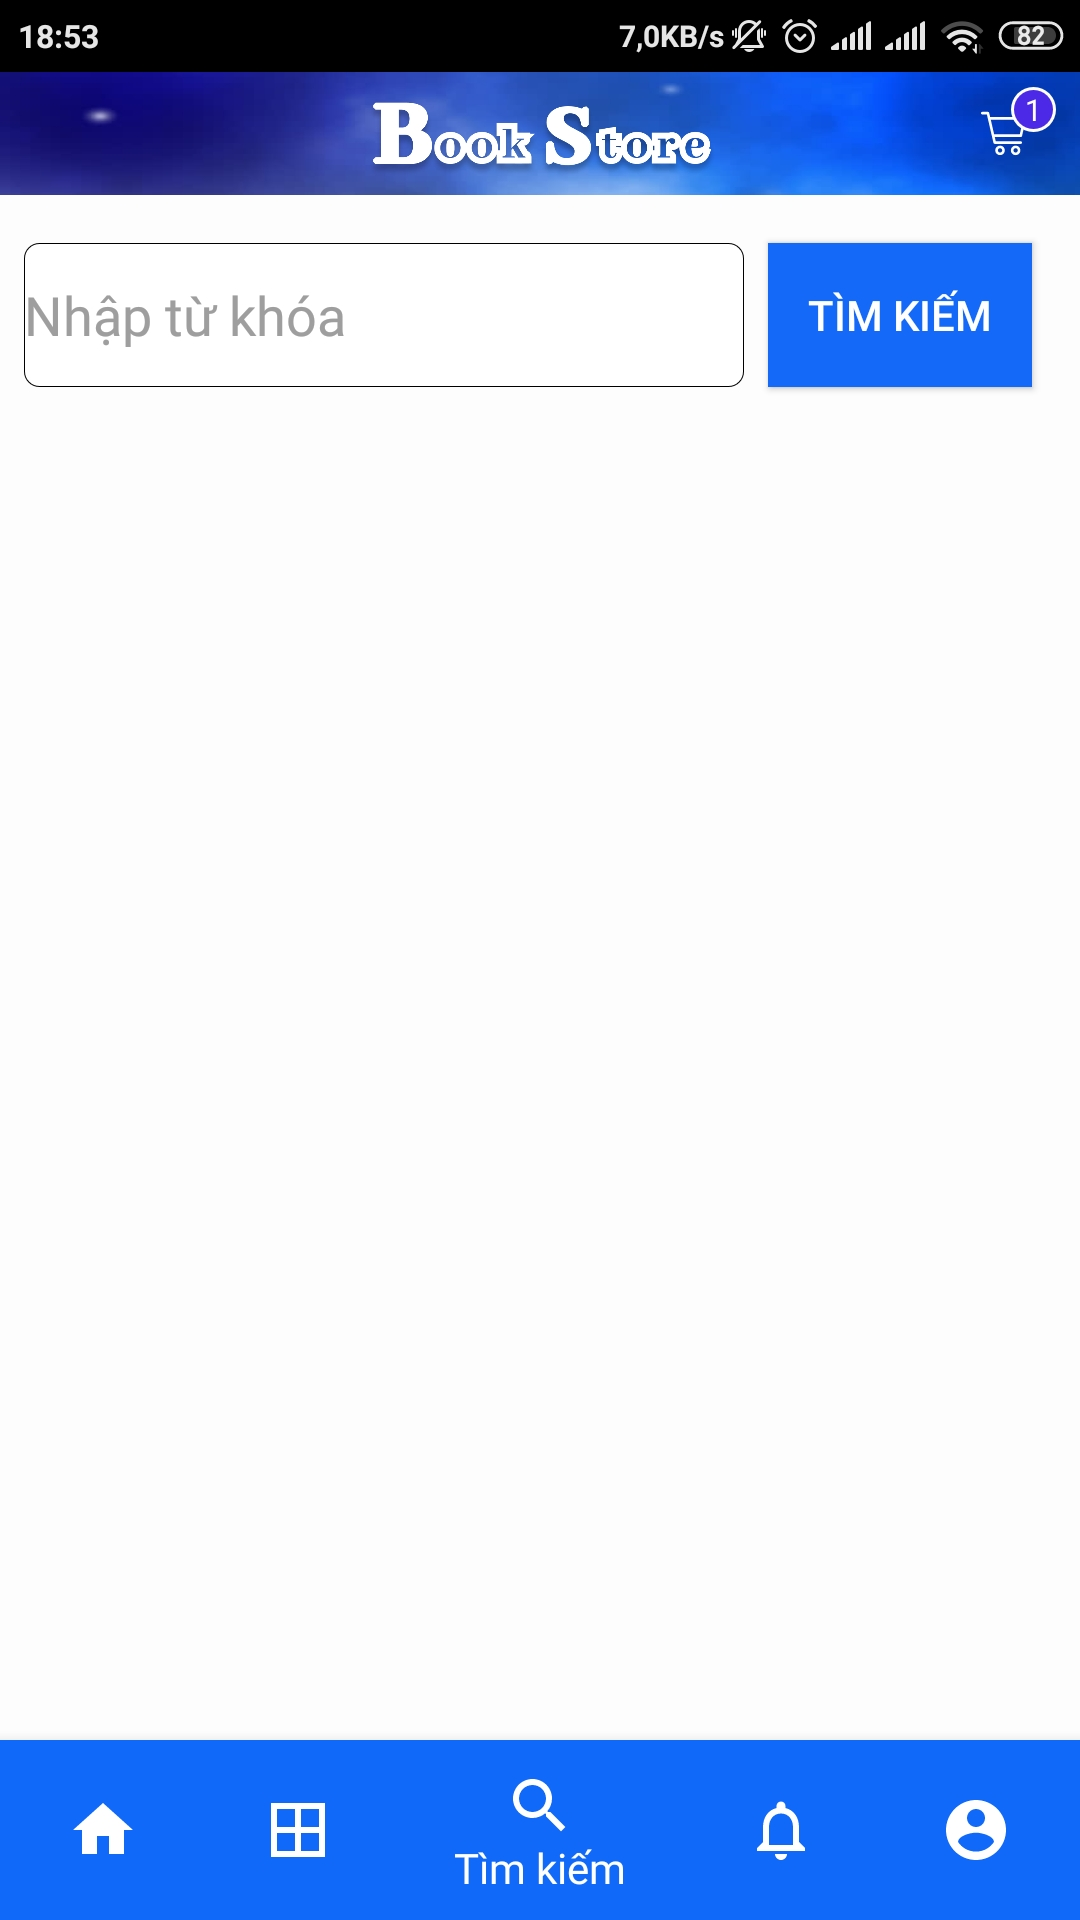 18:53 7,0KB/s 82
Book Store 1
Nhập từ khóa TÌM KIẾM
Tìm kiếm